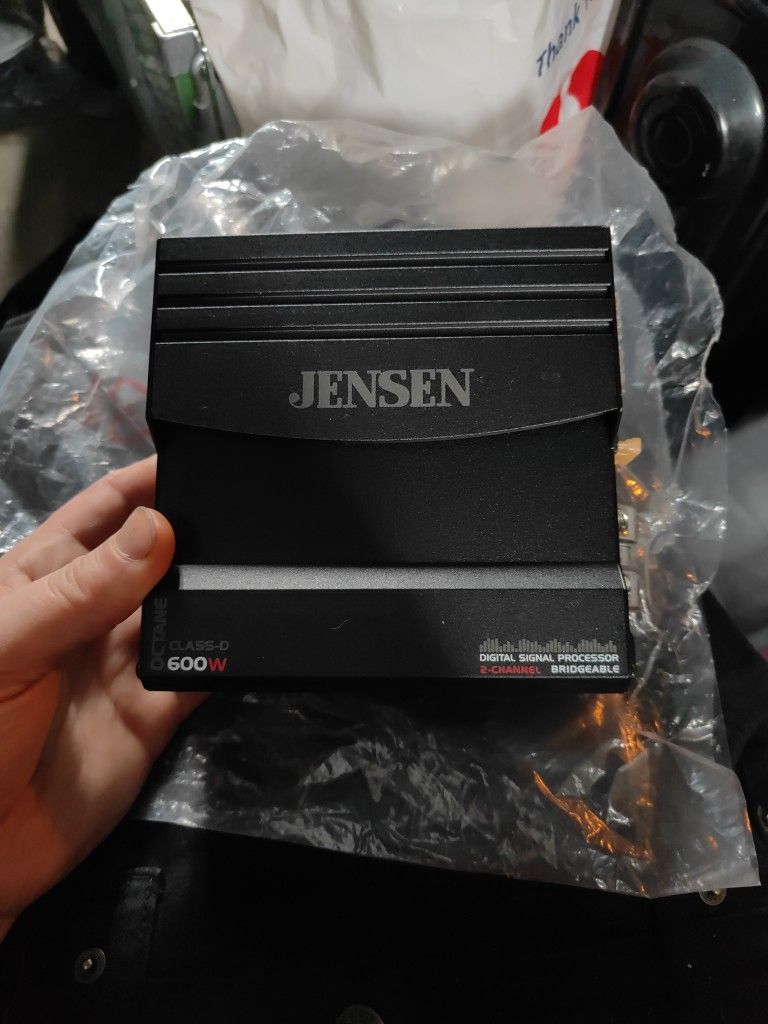 Thank
JENSEN
OCTANE
CLASS-D
600W
DIGITAL SIGNAL PROCESSOR
2-CHANNEL BRIDGEABLE